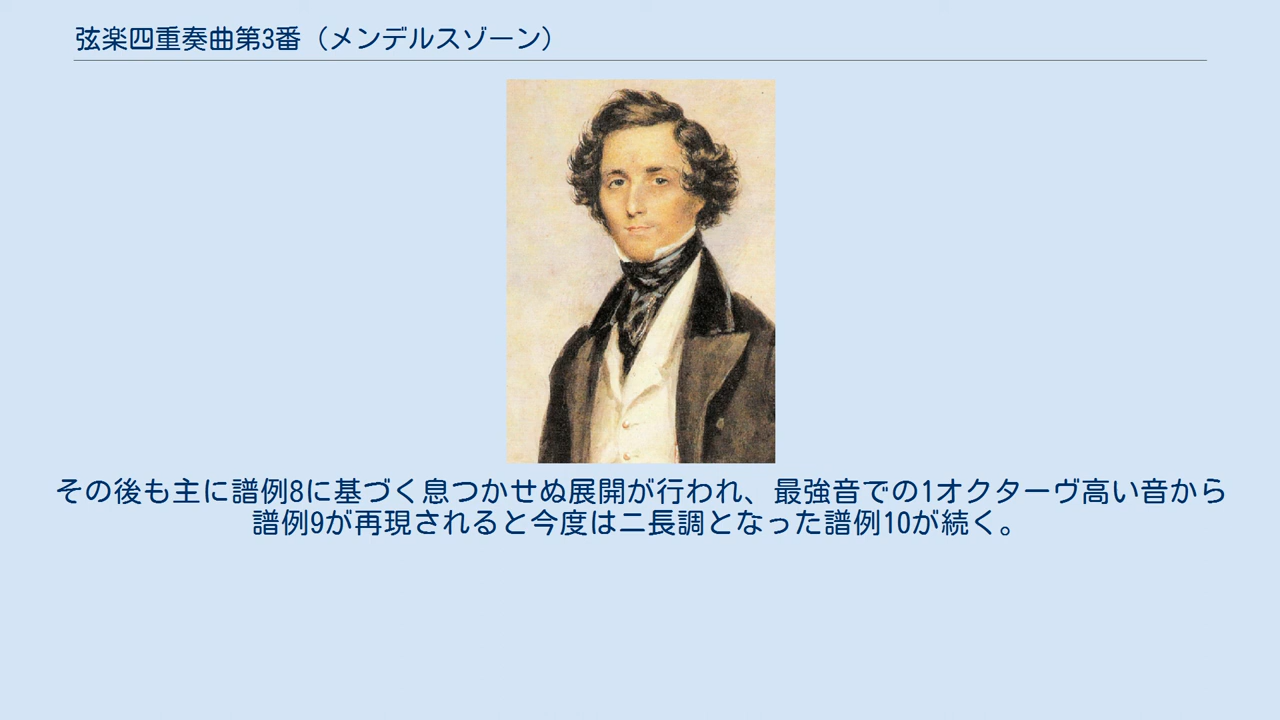 弦楽四重奏曲第3番（メンデルスゾーン）
その後も主に譜例8に基づく息つかせぬ展開が行われ、最強音での1オクターヴ高い音から
譜例9が再現されると今度はニ長調となった譜例10が続く。